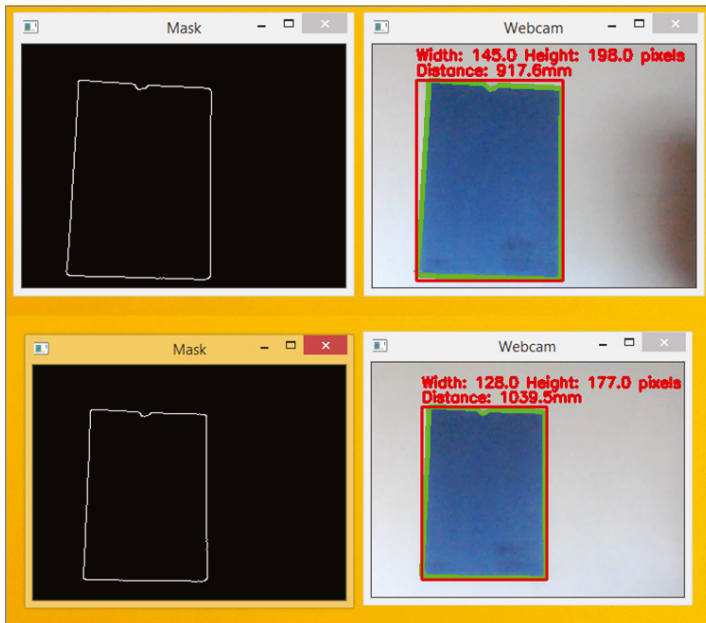 Mask
Webcam
Width: 145.0 Height: 198.0 pixels
Distance: 917.6mm
Mask
Webcam
Width: 128.0 Height: 177.0 pixels
Distance: 1039.5mm